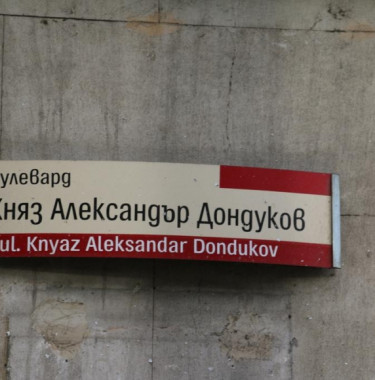 улевард
Княз Александър Дондуков
ul. Knyaz Aleksandar Dondukov